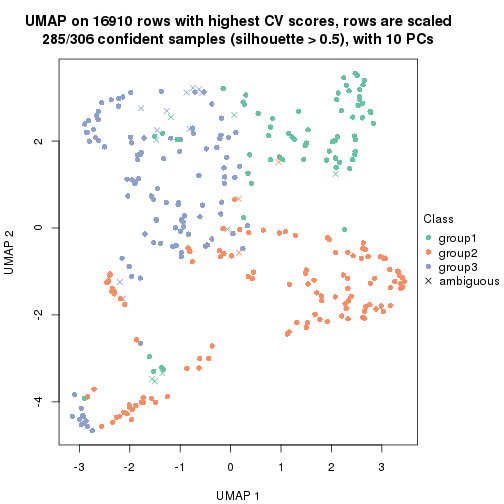 UMAP on 16910 rows with highest CV scores, rows are scaled
285/306 confident samples (silhouette > 0.5), with 10 PCs
2
0
-2
-4
UMAP 2
-3 -2 -1 0 1 2 3
UMAP 1
Class
group1
group2
group3
ambiguous